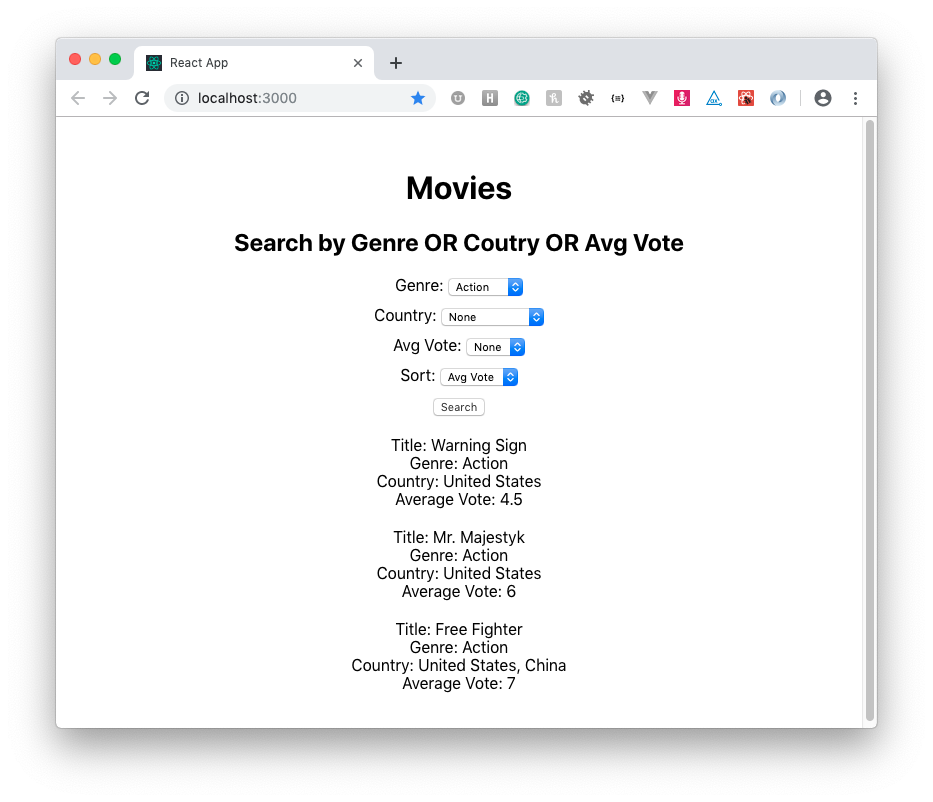 React App
localhost:3000
Movies
Search by Genre OR Coutry OR Avg Vote
Genre: Action
Country: None
Avg Vote: None
Sort: Avg Vote
Search
Title: Warning Sign
Genre: Action
Country: United States
Average Vote: 4.5
Title: Mr. Majestyk
Genre: Action
Country: United States
Average Vote: 6
Title: Free Fighter
Genre: Action
Country: United States, China
Average Vote: 7